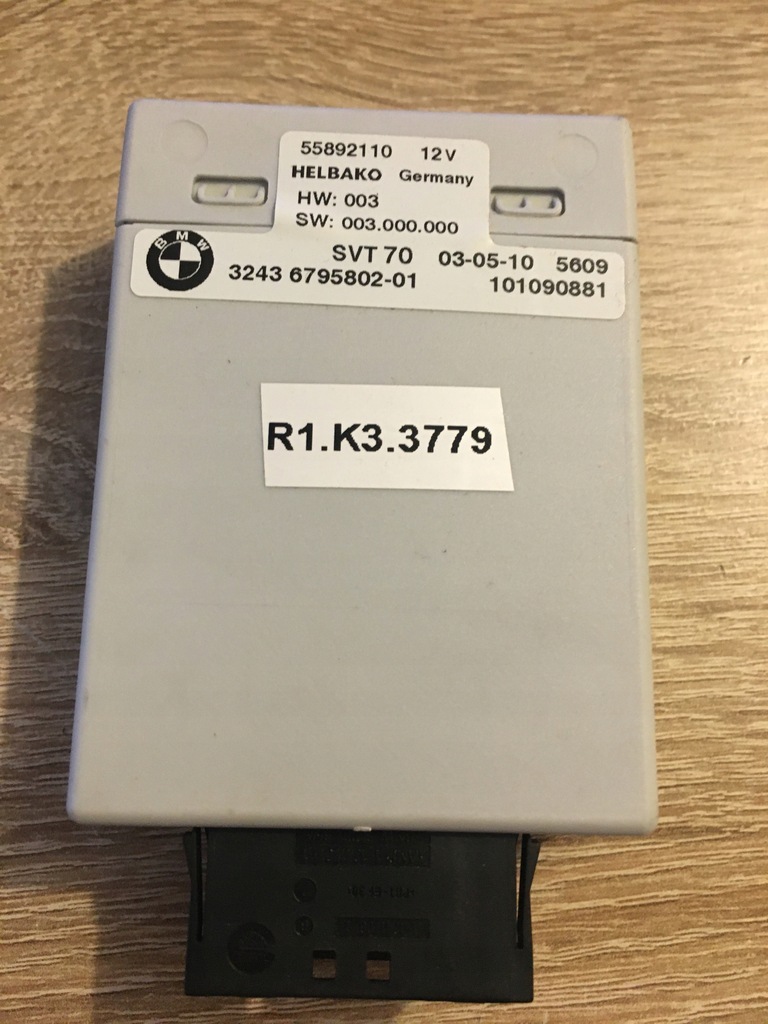 55892110 12V
HELBAKO Germany
HW: 003
SW: 003.000.000
BMW
SVT 70 03-05-10 5609
3243 6795802-01 101090881
R1.K3.3779